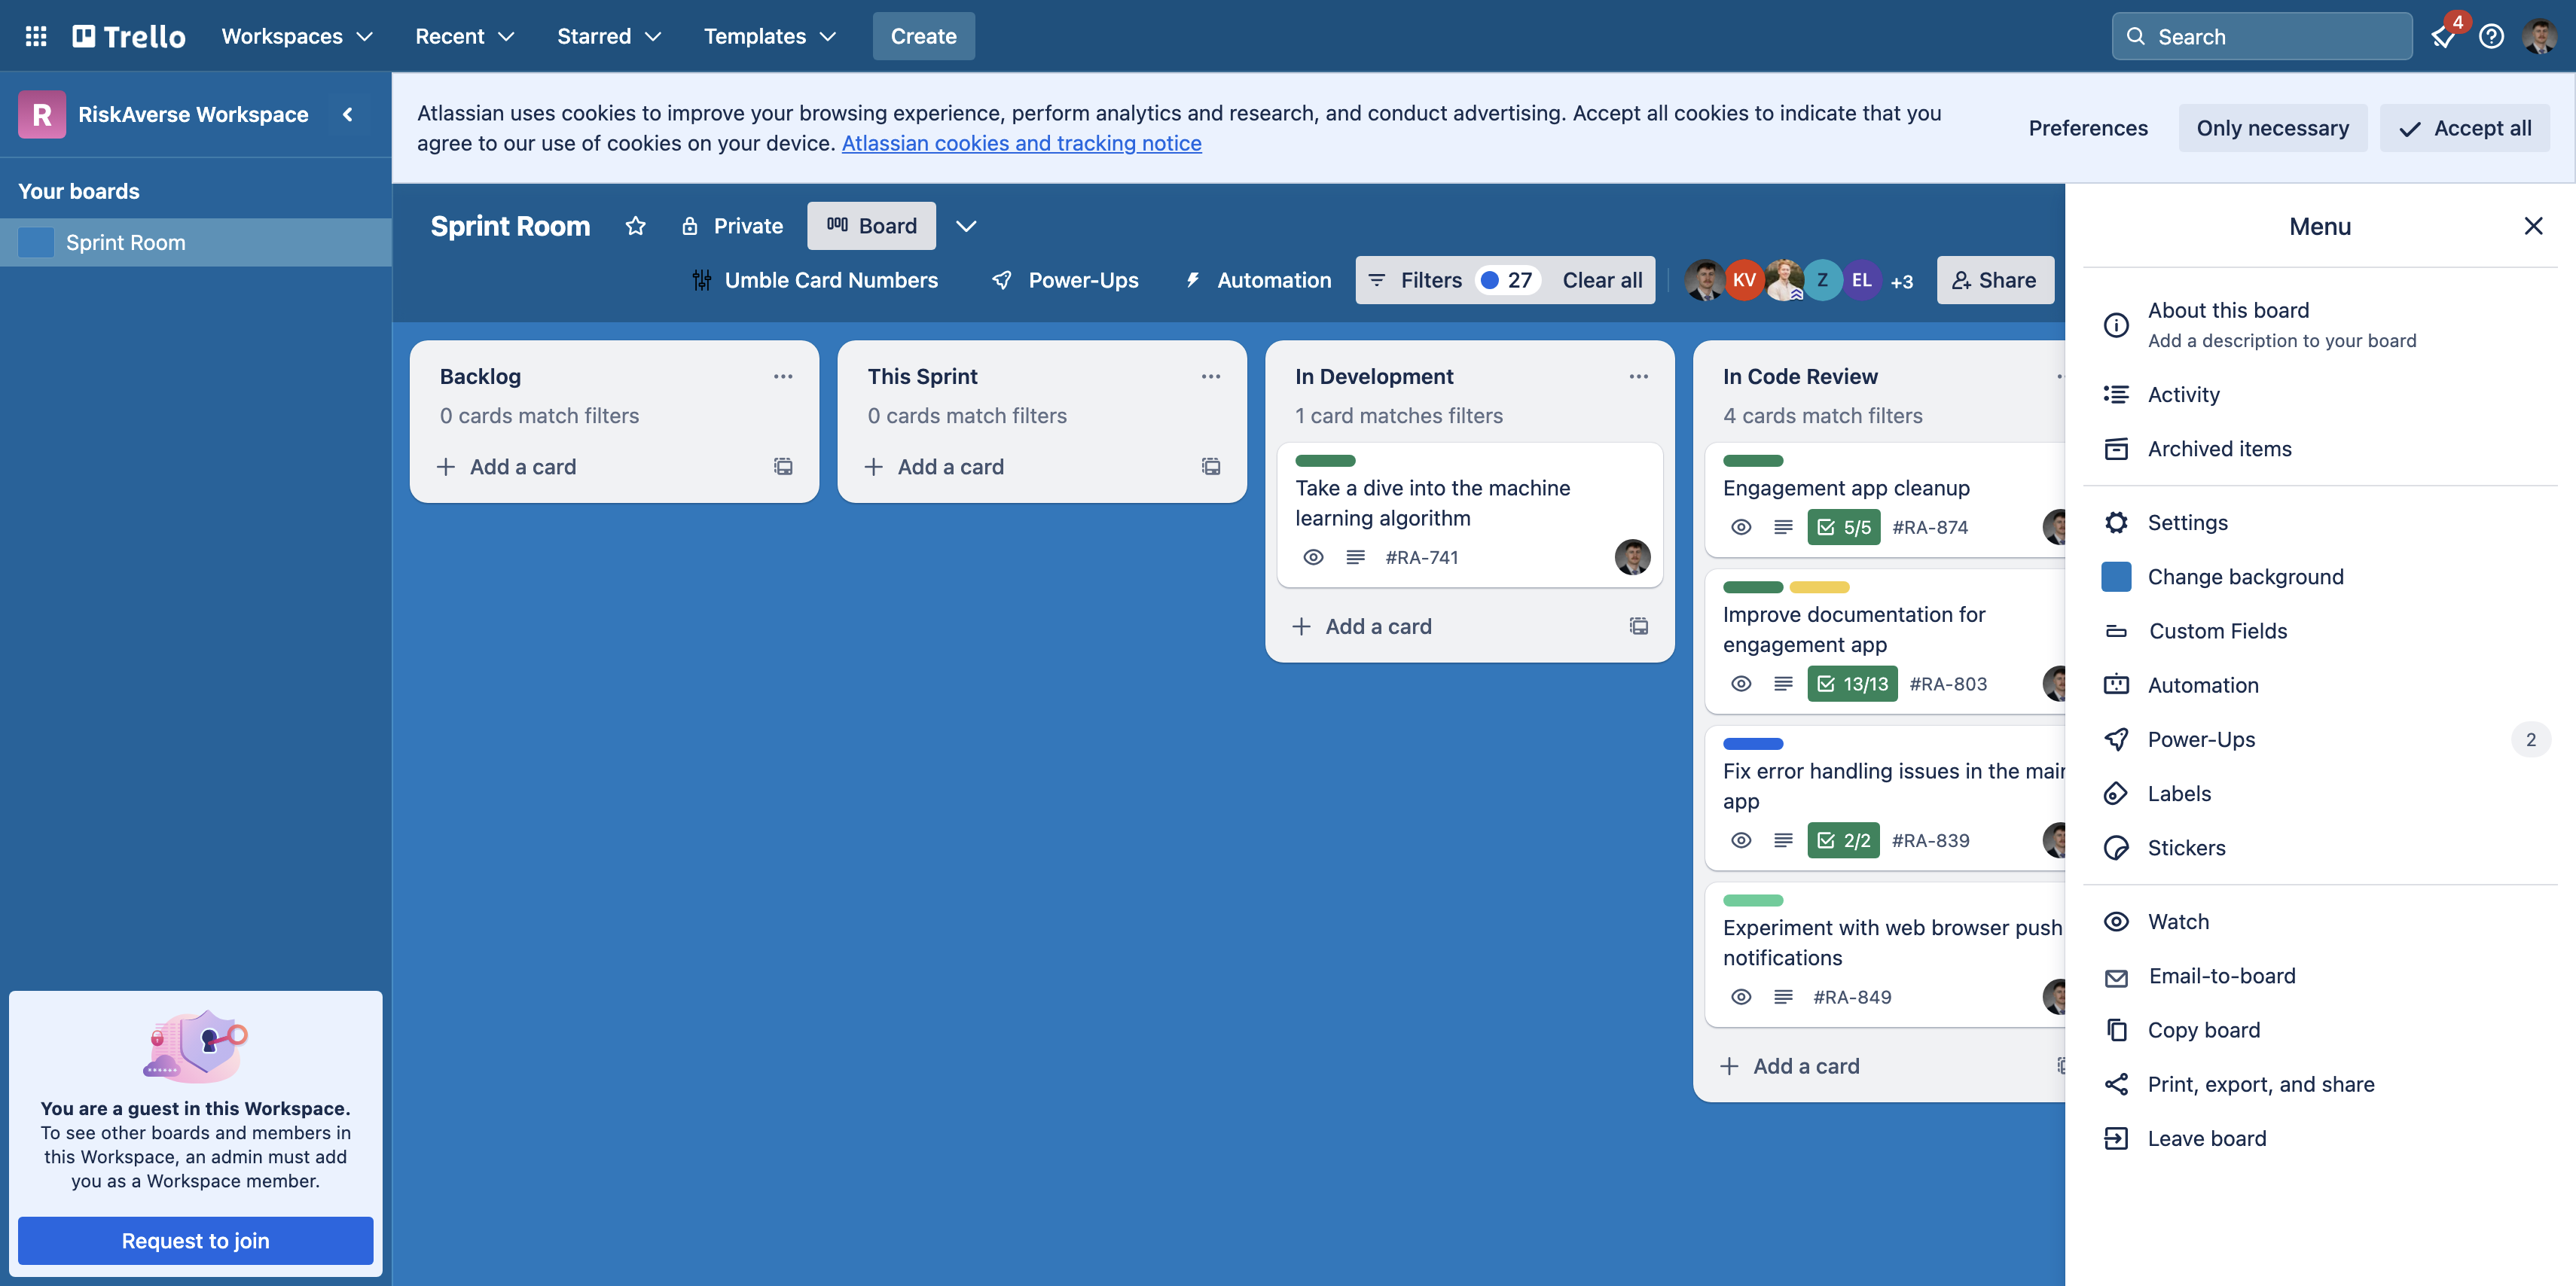 Trello
Workspaces
Recent
Starred
Templates
Create
Search
4
R
RiskAverse Workspace
Your boards
Sprint Room
Atlassian uses cookies to improve your browsing experience, perform analytics and research, and conduct advertising. Accept all cookies to indicate that you
agree to our use of cookies on your device. Atlassian cookies and tracking notice
Preferences
Only necessary
Accept all
Sprint Room
Private
Board
Umble Card Numbers
Power-Ups
Automation
Filters
27
Clear all
KV
Z
EL
+3
Share
Backlog
0 cards match filters
Add a card
This Sprint
0 cards match filters
Add a card
In Development
1 card matches filters
Take a dive into the machine
learning algorithm
#RA-741
Add a card
In Code Review
4 cards match filters
Engagement app cleanup
5/5
#RA-874
Improve documentation for
engagement app
13/13
#RA-803
Fix error handling issues in the
app
2/2
#RA-839
Experiment with web browser push
notifications
#RA-849
Add a card
Menu
About this board
Add a description to your board
Activity
Archived items
Settings
Change background
Custom Fields
Automation
Power-Ups
2
Labels
Stickers
Watch
Email-to-board
Copy board
Print, export, and share
Leave board
You are a guest in this Workspace.
To see other boards and members in
this Workspace, an admin must add
you as a Workspace member.
Request to join